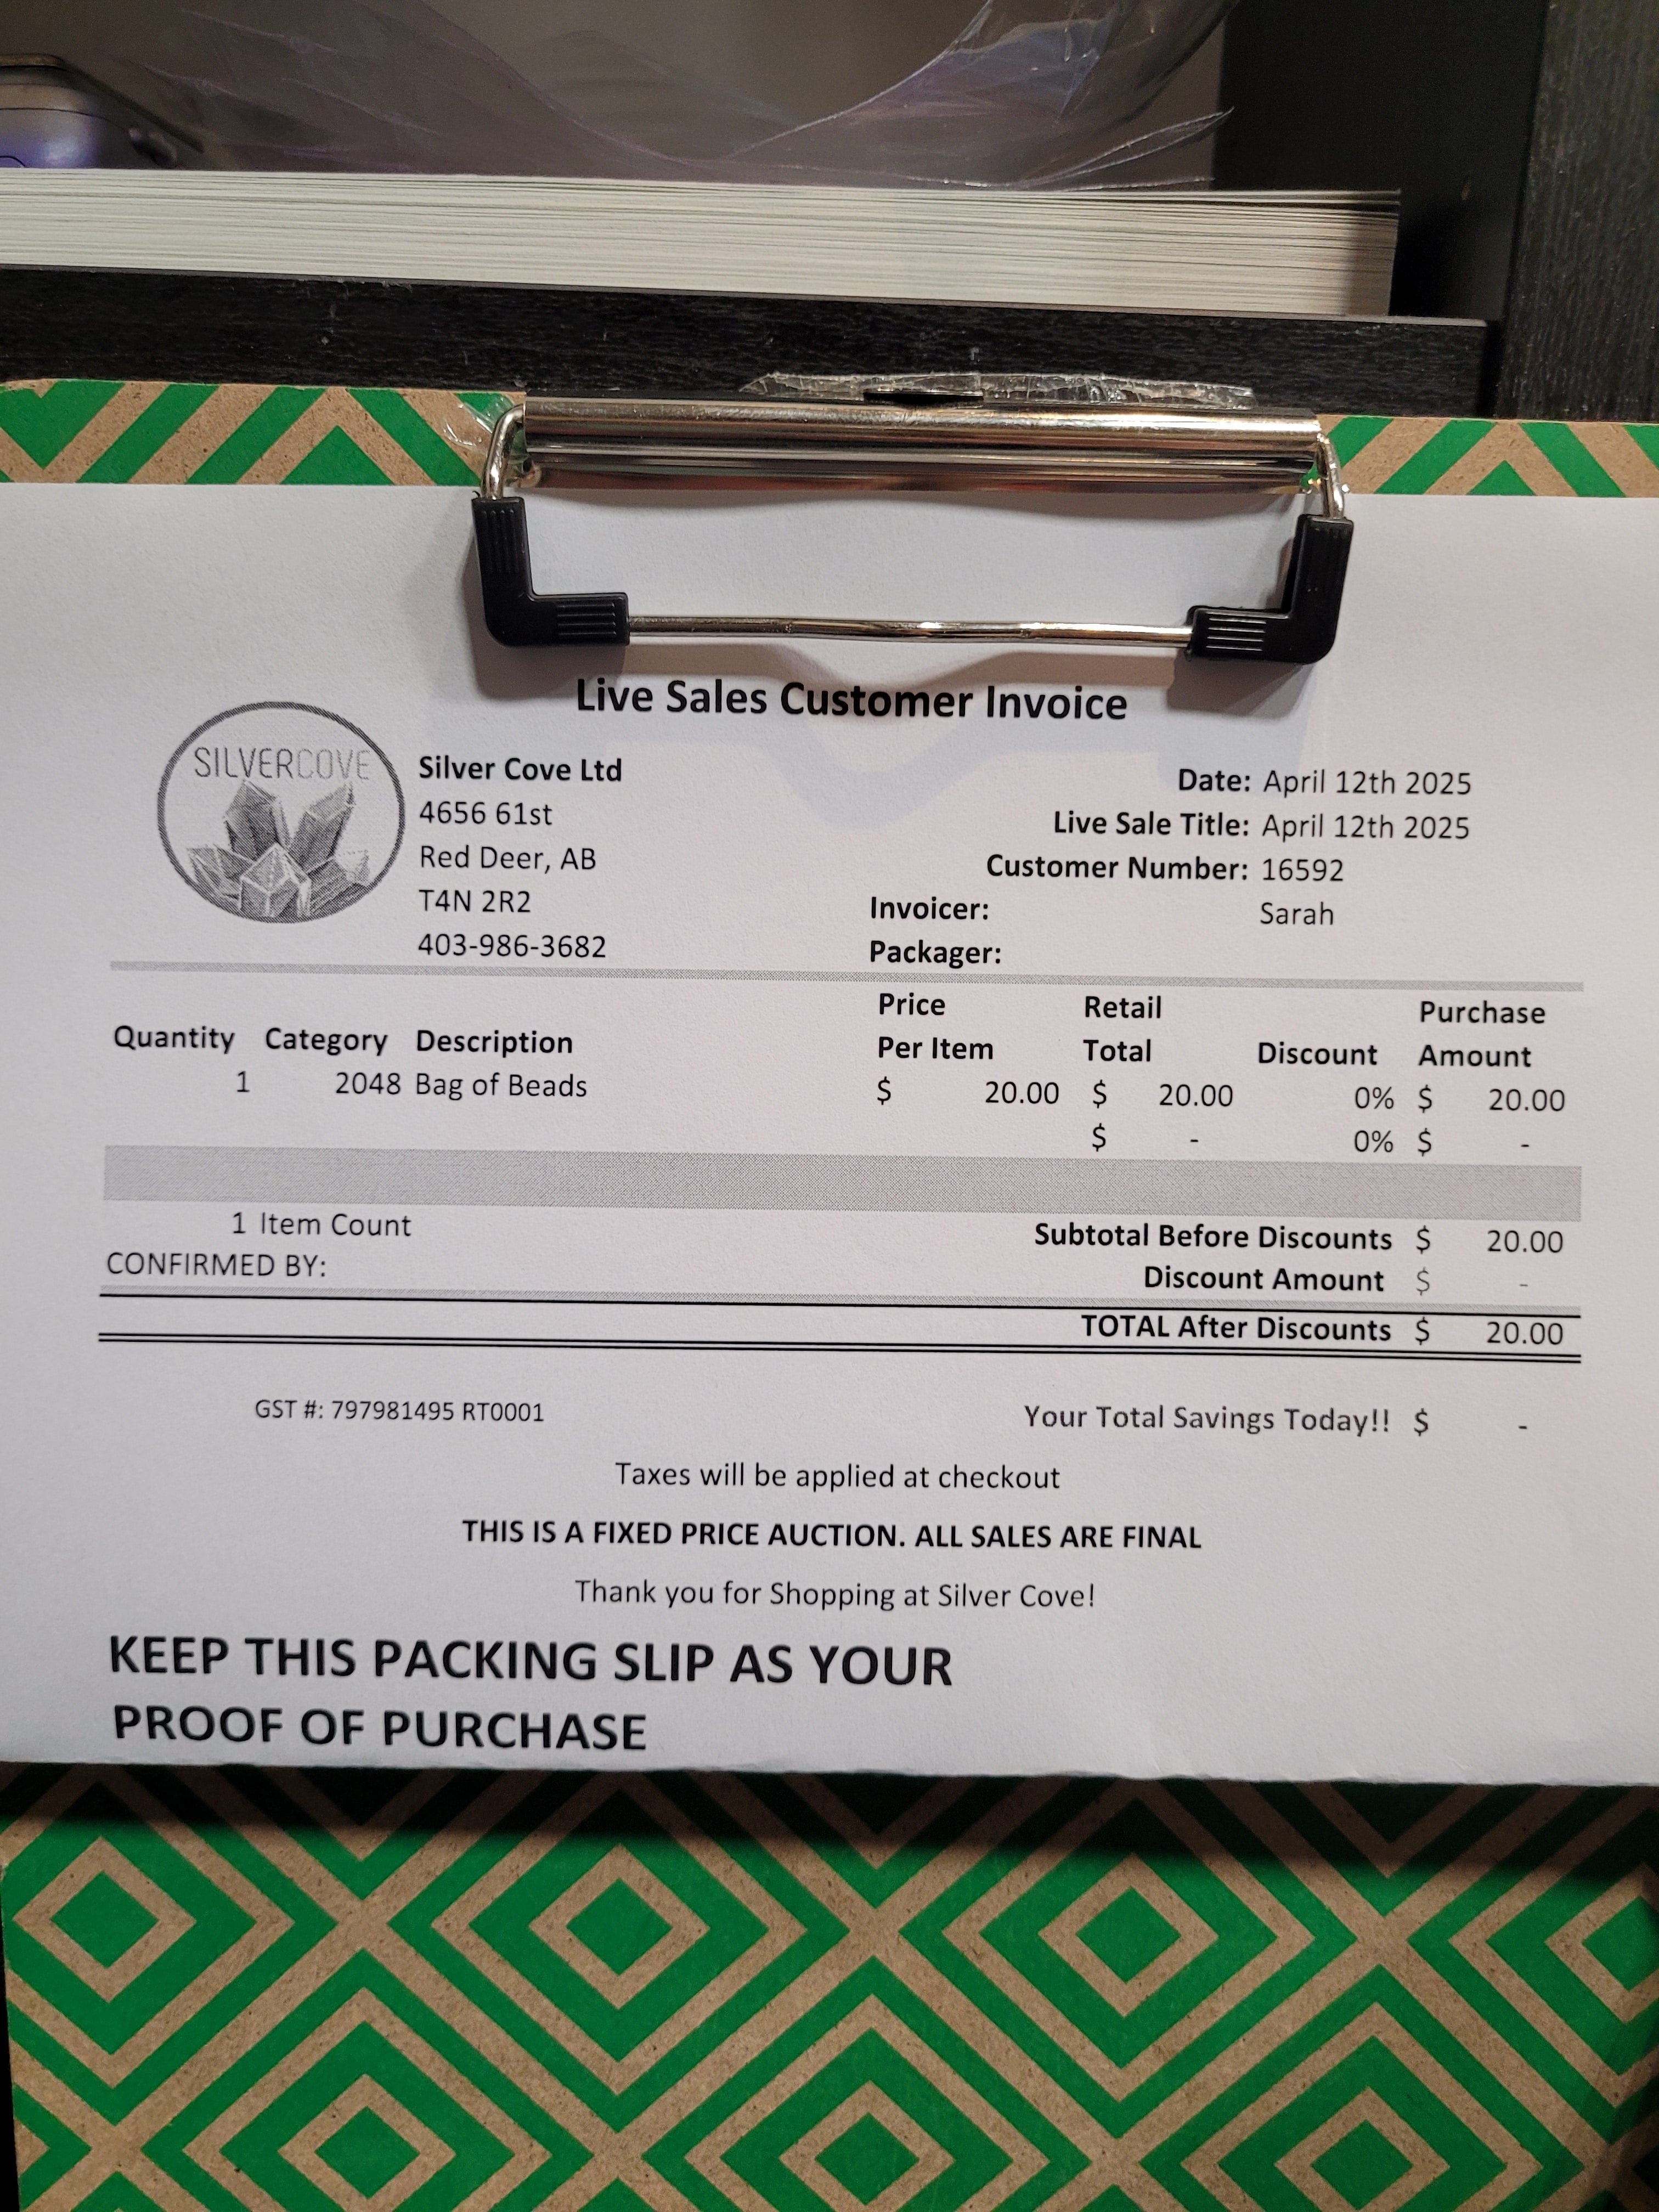 Live Sales Customer Invoice
SILVERCOVE
Silver Cove Ltd
4656 61st
Red Deer, AB
T4N 2R2
403-986-3682
Date: April 12th 2025
Live Sale Title: April 12th 2025
Customer Number: 16592
Invoicer: Sarah
Packager:
Quantity Category Description Price Per Item Retail Total Discount Purchase Amount
1 2048 Bag of Beads $ 20.00 $ 20.00 0% $ 20.00
$ - 0% $ -
1 Item Count
CONFIRMED BY:
Subtotal Before Discounts $ 20.00
Discount Amount $ -
TOTAL After Discounts $ 20.00
GST #: 797981495 RT0001
Your Total Savings Today!! $ -
Taxes will be applied at checkout
THIS IS A FIXED PRICE AUCTION. ALL SALES ARE FINAL
Thank you for Shopping at Silver Cove!
KEEP THIS PACKING SLIP AS YOUR
PROOF OF PURCHASE